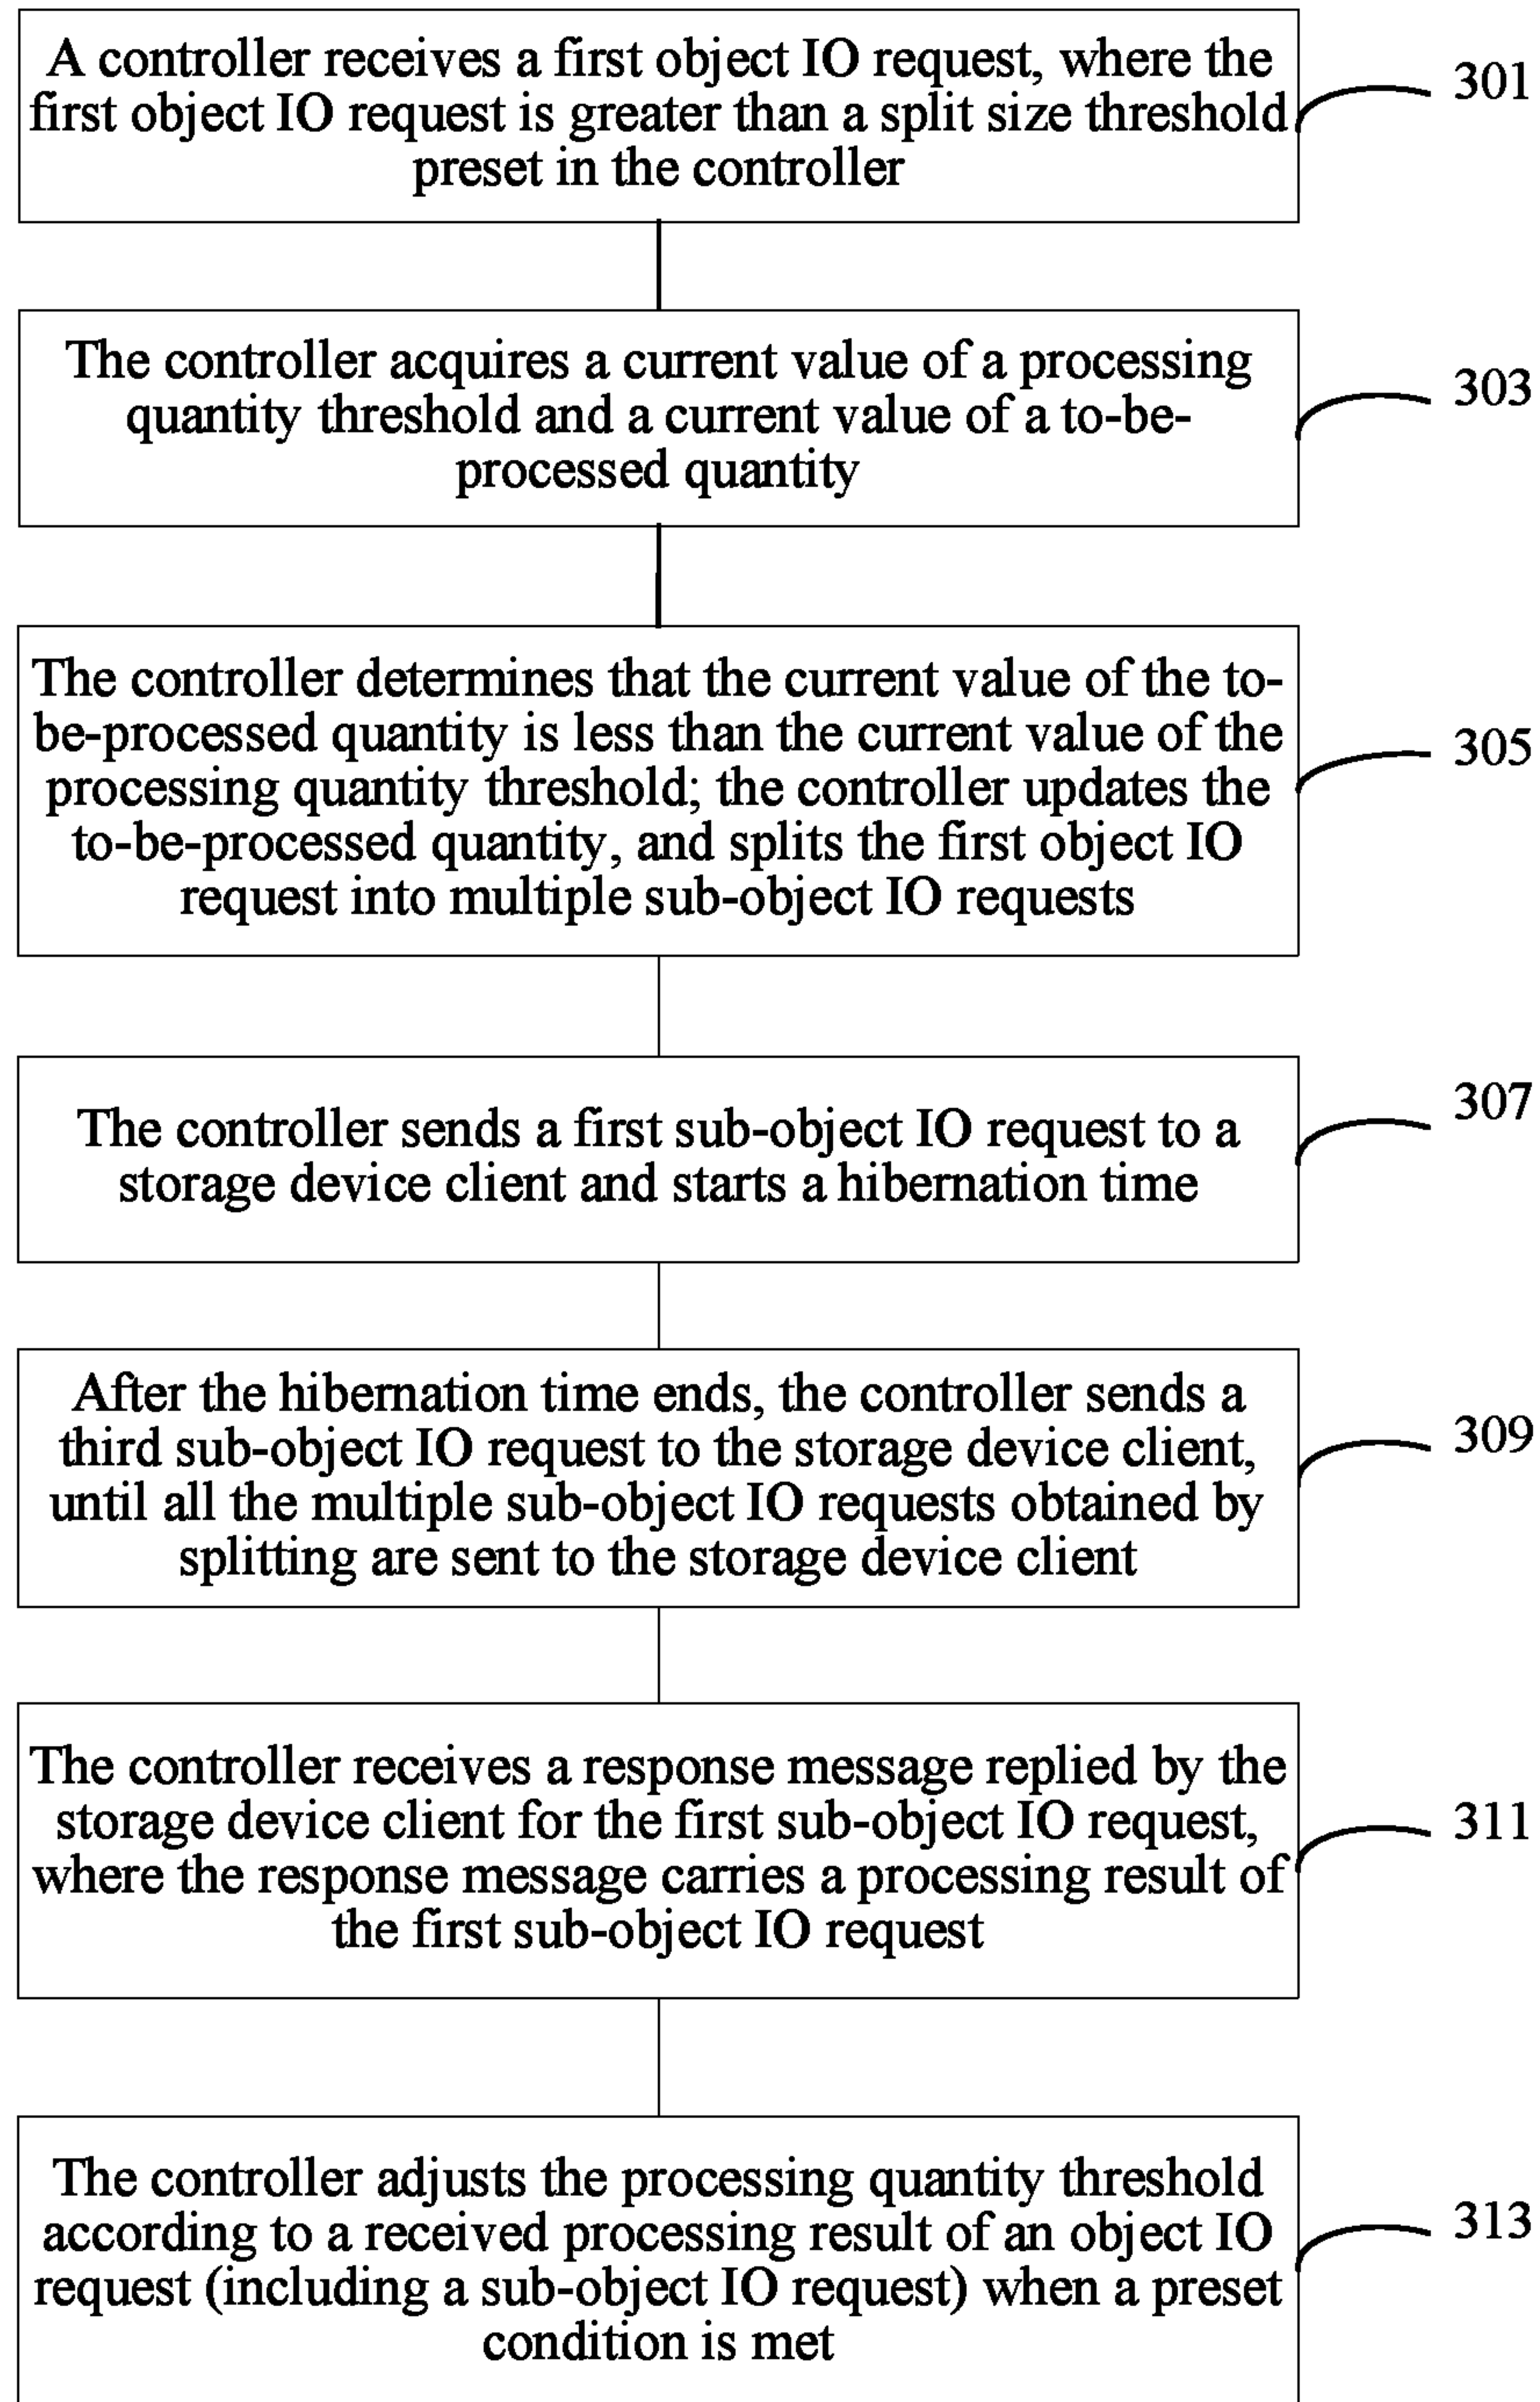 A controller receives a first object IO request, where the
first object IO request is greater than a split size threshold
preset in the controller
301
The controller acquires a current value of a processing
quantity threshold and a current value of a to-be-
processed quantity
303
The controller determines that the current value of the to-
be-processed quantity is less than the current value of the
processing quantity threshold; the controller updates the
to-be-processed quantity, and splits the first object IO
request into multiple sub-object IO requests
305
The controller sends a first sub-object IO request to a
storage device client and starts a hibernation time
307
After the hibernation time ends, the controller sends a
third sub-object IO request to the storage device client,
until all the multiple sub-object IO requests obtained by
splitting are sent to the storage device client
309
The controller receives a response message replied by the
storage device client for the first sub-object IO request,
where the response message carries a processing result of
the first sub-object IO request
311
The controller adjusts the processing quantity threshold
according to a received processing result of an object IO
request (including a sub-object IO request) when a preset
condition is met
313